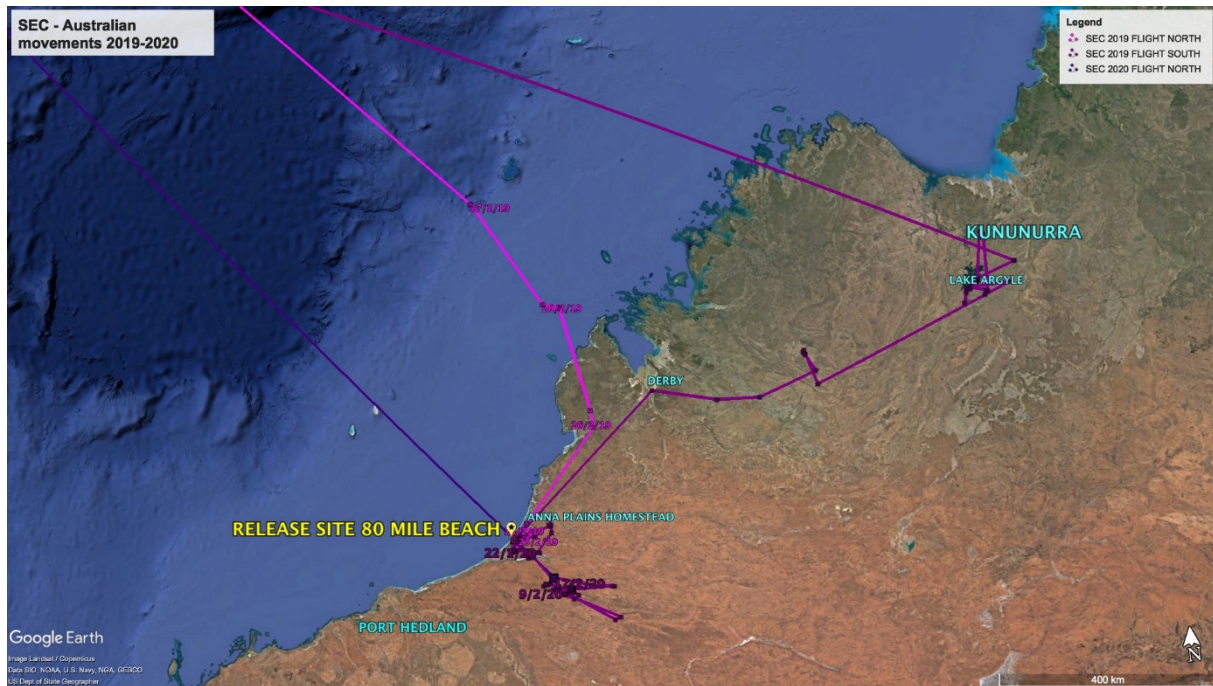 SEC - Australian
movements 2019-2020
Legend
SEC 2019 FLIGHT NORTH
SEC 2019 FLIGHT SOUTH
SEC 2020 FLIGHT NORTH
KUNUNURRA
LAKE ARGYLE
DERBY
ANNA PLAINS HOMESTEAD
RELEASE SITE 80 MILE BEACH
9/2/20
PORT HEDLAND
Google Earth
Image Landsat / Copernicus
Data SIO, NOAA, U.S. Navy, NGA, GEBCO
US Dept of State Geographer
N
400 km